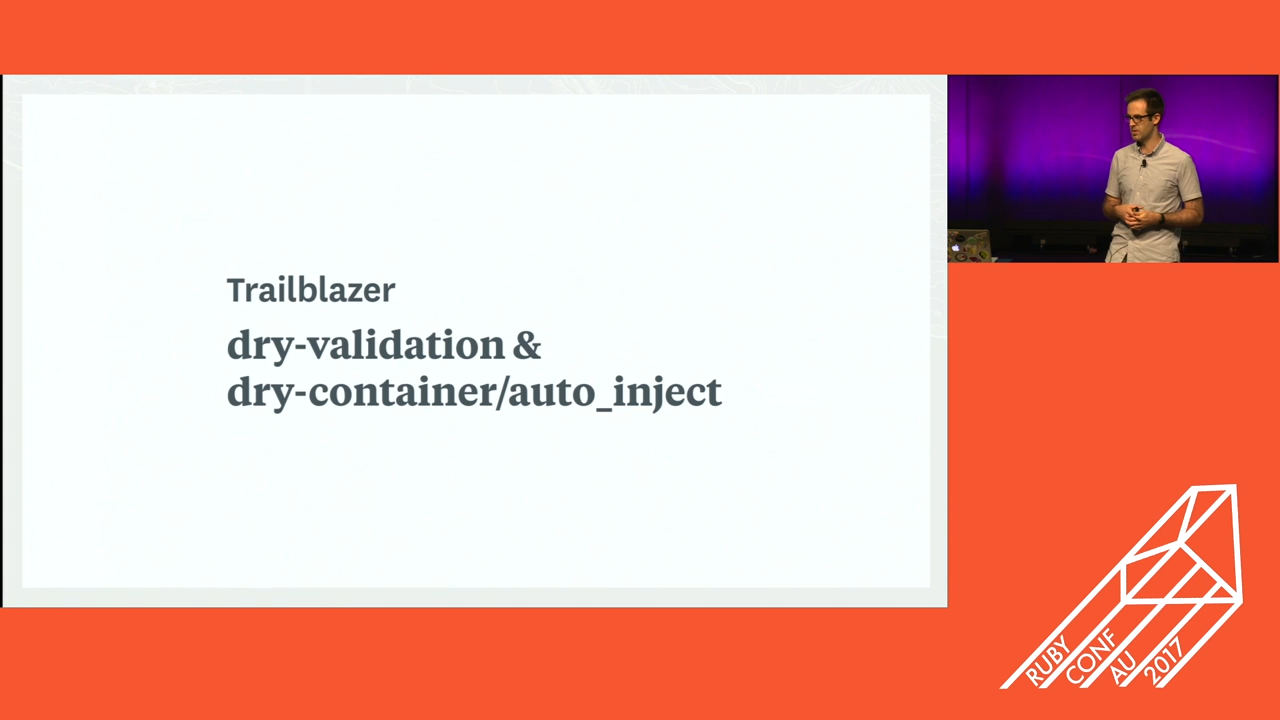 Trailblazer
dry-validation &
dry-container/auto_inject
RUBY
CONF
AU
2017